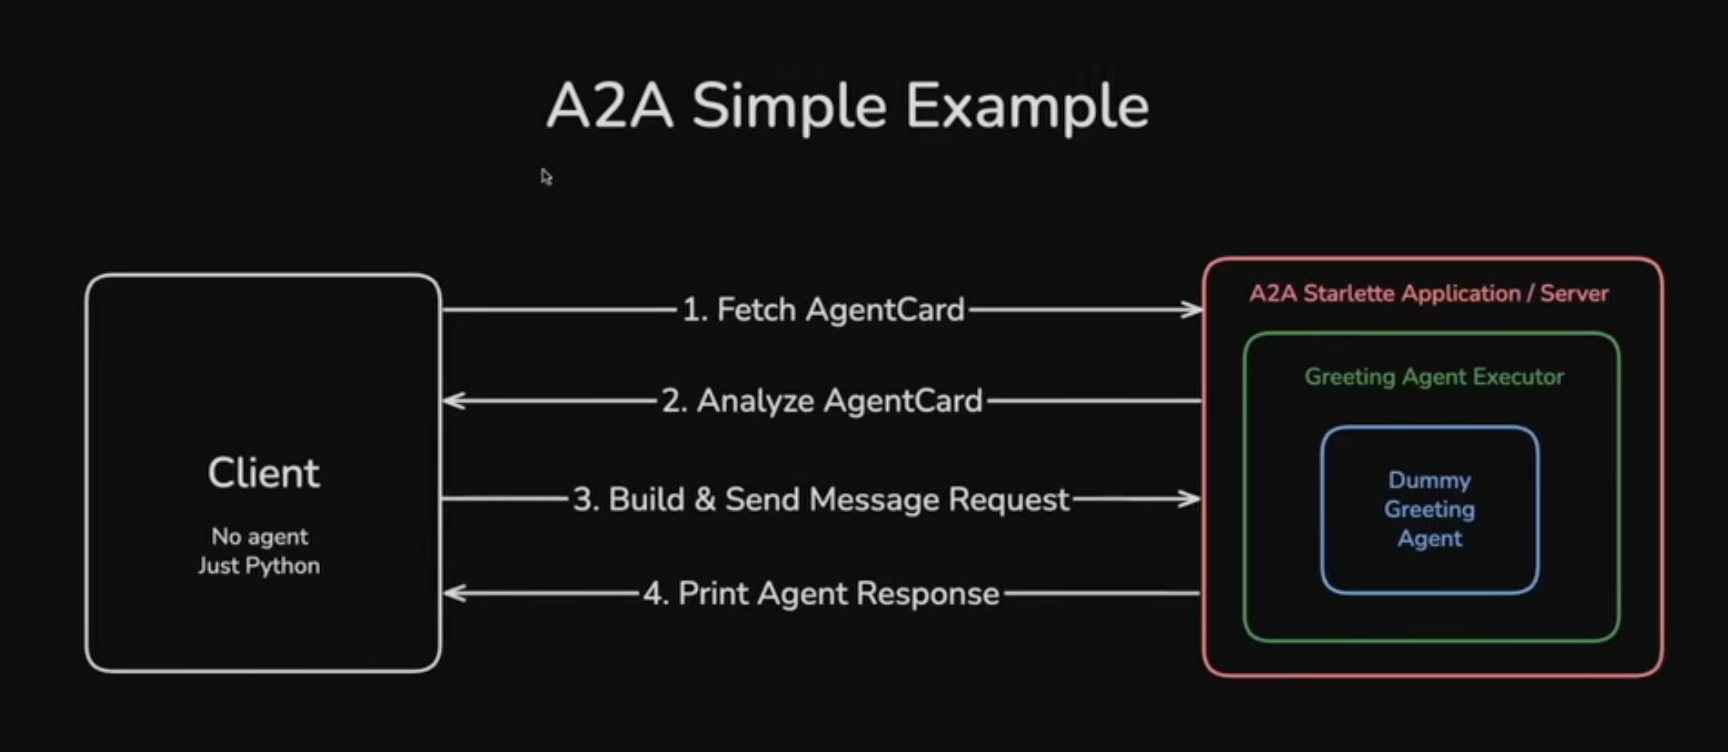 A2A Simple Example
1. Fetch AgentCard
2. Analyze AgentCard
3. Build & Send Message Request
4. Print Agent Response
Client
No agent
Just Python
A2A Starlette Application / Server
Greeting Agent Executor
Dummy
Greeting
Agent